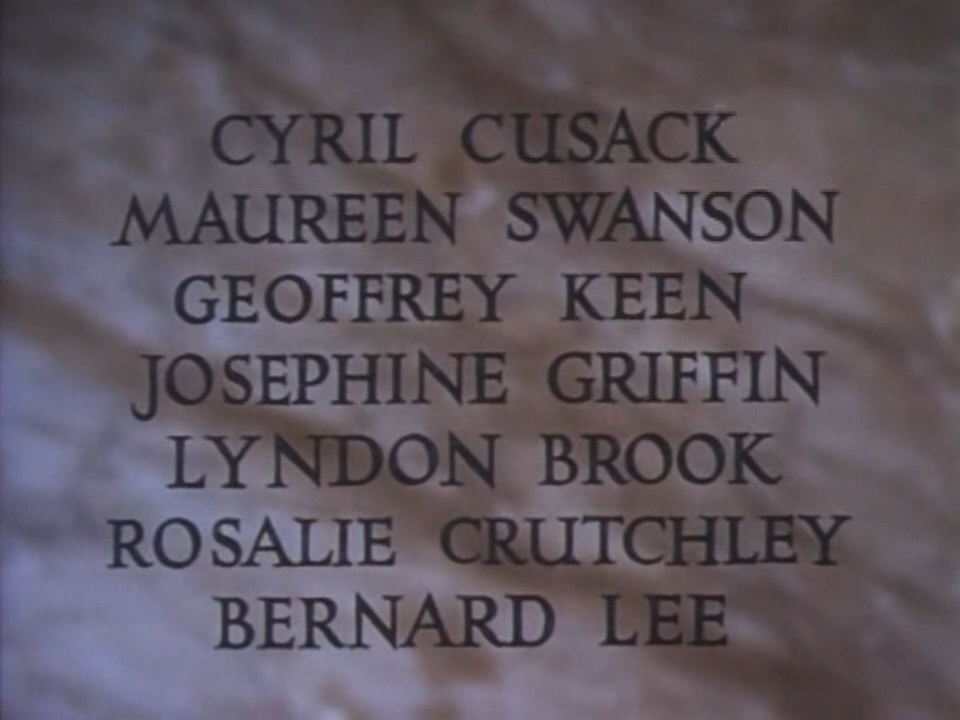 CYRIL CUSACK
MAUREEN SWANSON
GEOFFREY KEEN
JOSEPHINE GRIFFIN
LYNDON BROOK
ROSALIE CRUTCHLEY
BERNARD LEE